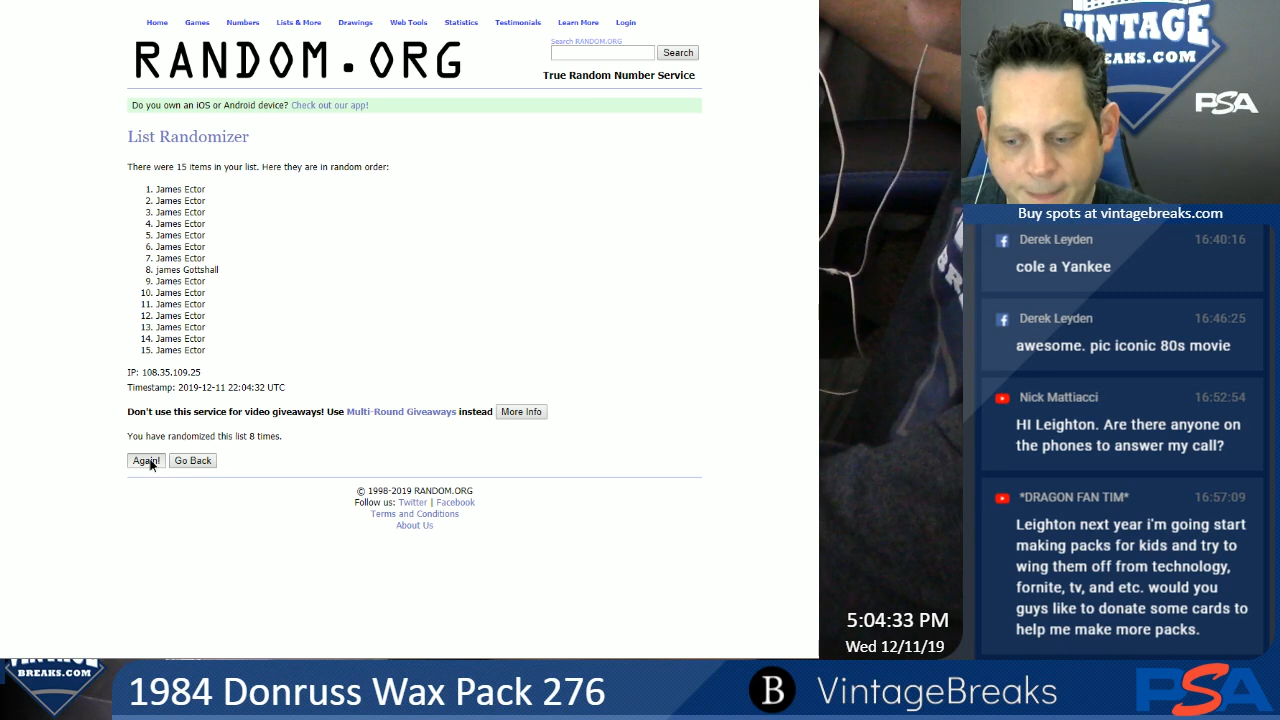 Home Games Numbers Lists & More Drawings Web Tools Statistics Testimonials Learn More Login
RANDOM.ORG
Search RANDOM.ORG
Search
True Random Number Service
Do you own an iOS or Android device? Check out our app!
List Randomizer
There were 15 items in your list. Here they are in random order:
1. James Ector
2. James Ector
3. James Ector
4. James Ector
5. James Ector
6. James Ector
7. James Ector
8. james Gottshall
9. James Ector
10. James Ector
11. James Ector
12. James Ector
13. James Ector
14. James Ector
15. James Ector
IP: 108.35.109.25
Timestamp: 2019-12-11 22:04:32 UTC
Don't use this service for video giveaways! Use Multi-Round Giveaways instead More Info
You have randomized this list 8 times.
Again! Go Back
© 1998-2019 RANDOM.ORG
Follow us: Twitter | Facebook
Terms and Conditions
About Us
VINTAGE
EAKS.COM
PSA
Buy spots at vintagebreaks.com
Derek Leyden 16:40:16
cole a Yankee
Derek Leyden 16:46:25
awesome. pic iconic 80s movie
Nick Mattiacci 16:52:54
HI Leighton. Are there anyone
on the phones to answer my call?
*DRAGON FAN TIM* 16:57:09
Leighton next year i'm going start
making packs for kids and try to
wing them off from technology,
fornite, tv, and etc. would you
guys like to donate some cards to
help me make more packs.
5:04:33 PM
Wed 12/11/19
VINTAGE
BREAKS.COM
1984 Donruss Wax Pack 276
B VintageBreaks
PSA